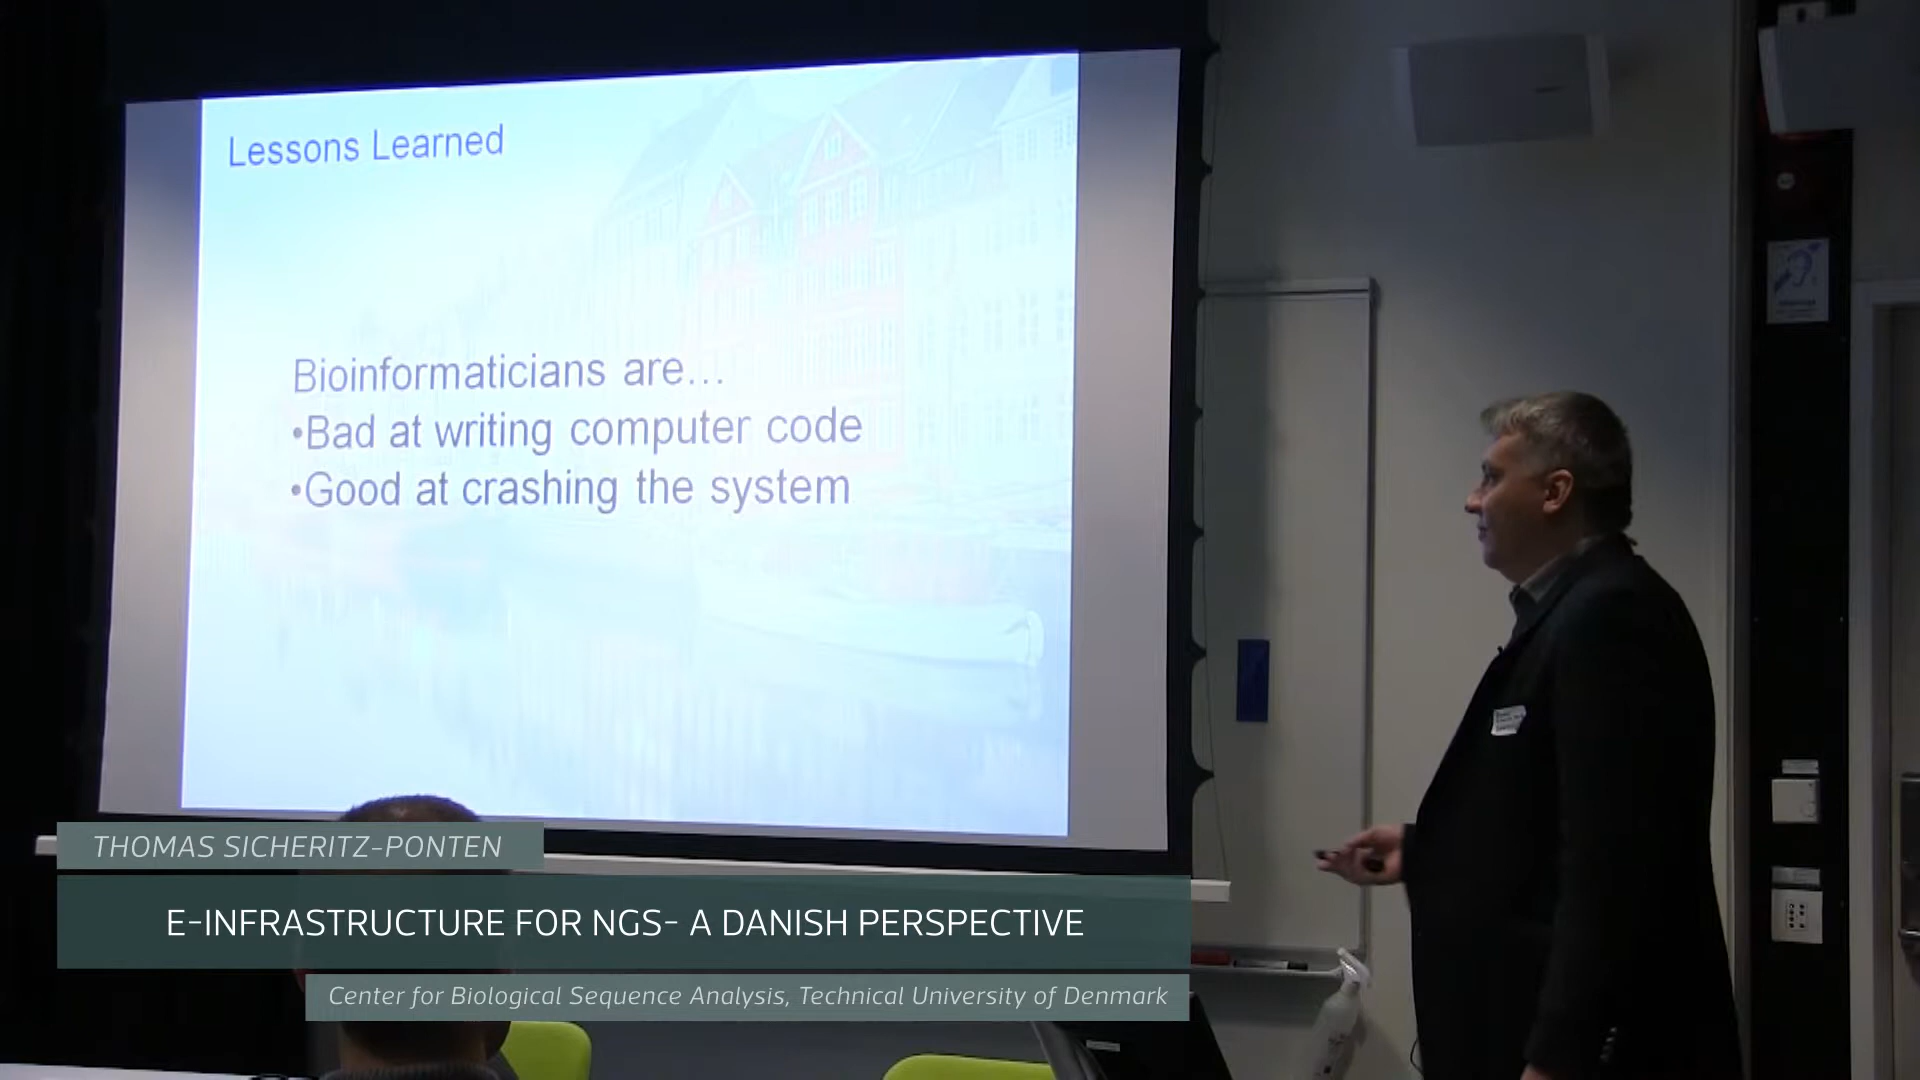 Lessons Learned
Bioinformaticians are...
•Bad at writing computer code
•Good at crashing the system
THOMAS SICHERITZ-PONTEN
E-INFRASTRUCTURE FOR NGS- A DANISH PERSPECTIVE
Center for Biological Sequence Analysis, Technical University of Denmark